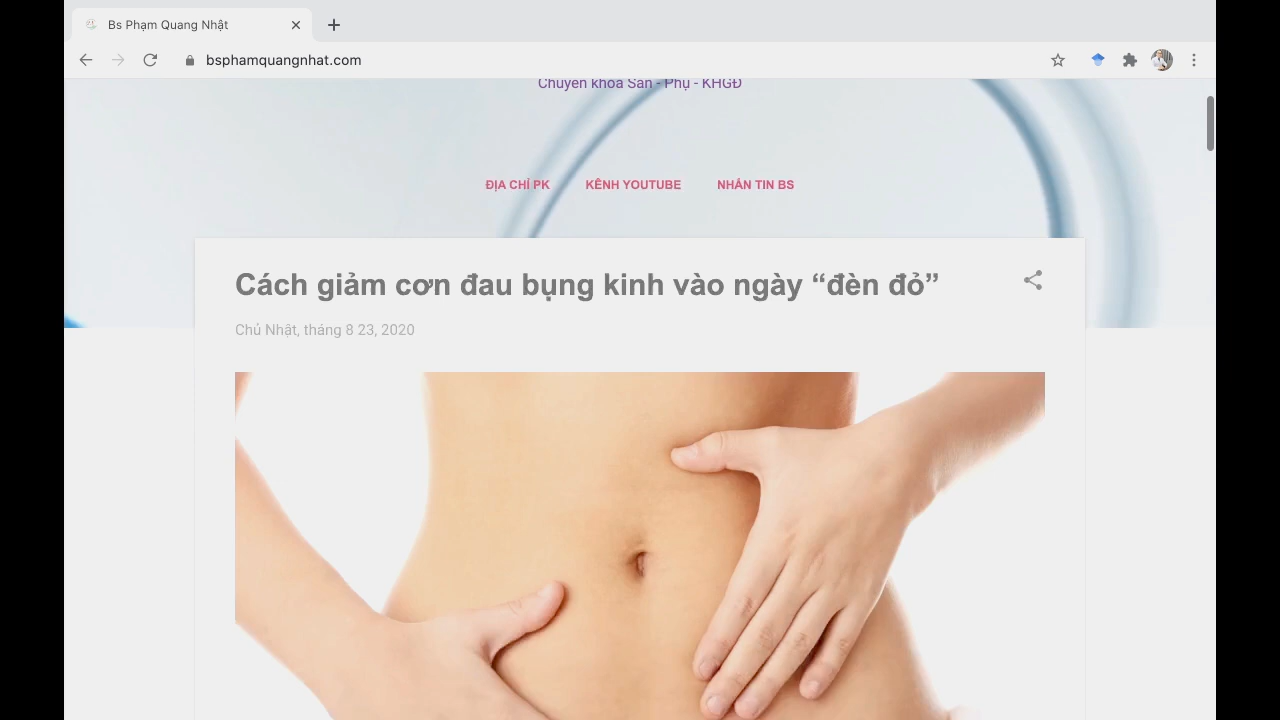 Bs Phạm Quang Nhật
bsphamquangnhat.com
Chuyên khoa Sản - Phụ - KHGĐ
ĐỊA CHỈ PK
KÊNH YOUTUBE
NHẮN TIN BS
Cách giảm cơn đau bụng kinh vào ngày “đèn đỏ”
Chủ Nhật, tháng 8 23, 2020